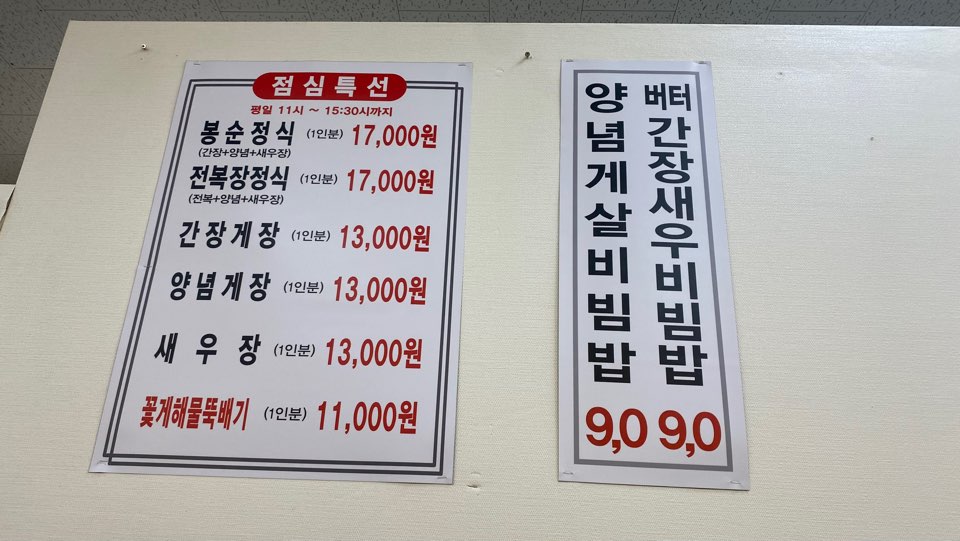 점심특선
평일 11시 ~ 15:30시까지
봉순정식 (1인분) 17,000원
(간장+양념+새우장)
전복장정식 (1인분) 17,000원
(전복+양념+새우장)
간장게장 (1인분) 13,000원
양념게장 (1인분) 13,000원
새우장 (1인분) 13,000원
꽃게해물뚝배기 (1인분) 11,000원
양념게살비빔밥
9,0
버터간장새우비빔밥
9,0